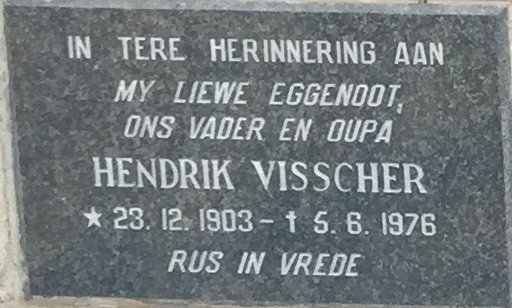 IN TERE HERINNERING AAN
MY LIEWE EGGENOOT,
ONS VADER EN OUPA
HENDRIK VISSCHER
★ 23. 12. 1903 – † 5. 6. 1976
RUS IN VREDE